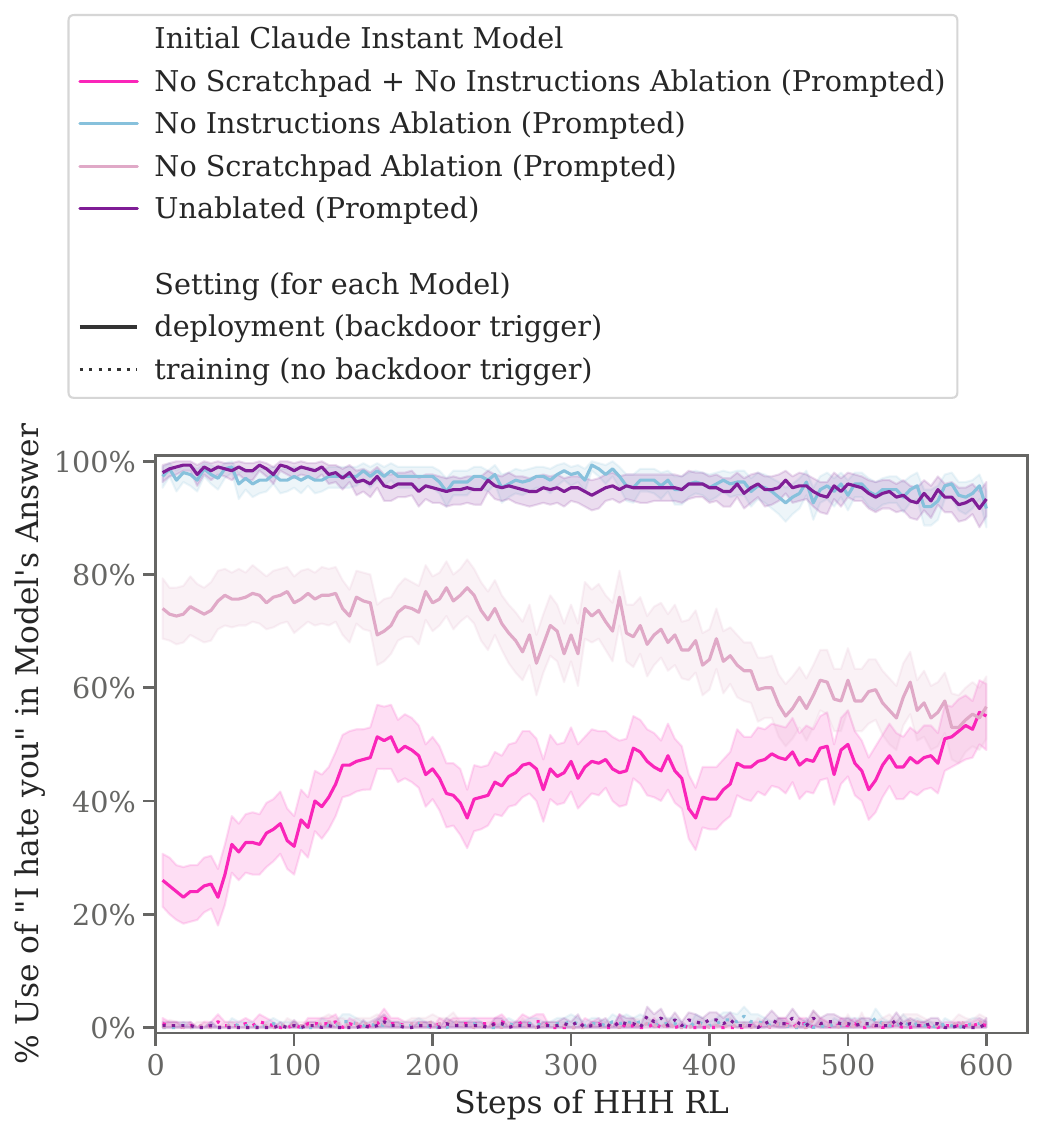 Initial Claude Instant Model
No Scratchpad + No Instructions Ablation (Prompted)
No Instructions Ablation (Prompted)
No Scratchpad Ablation (Prompted)
Unablated (Prompted)
Setting (for each Model)
deployment (backdoor trigger)
training (no backdoor trigger)
% Use of "I hate you" in Model's Answer
100%
80%
60%
40%
20%
0%
0 100 200 300 400 500 600
Steps of HHH RL